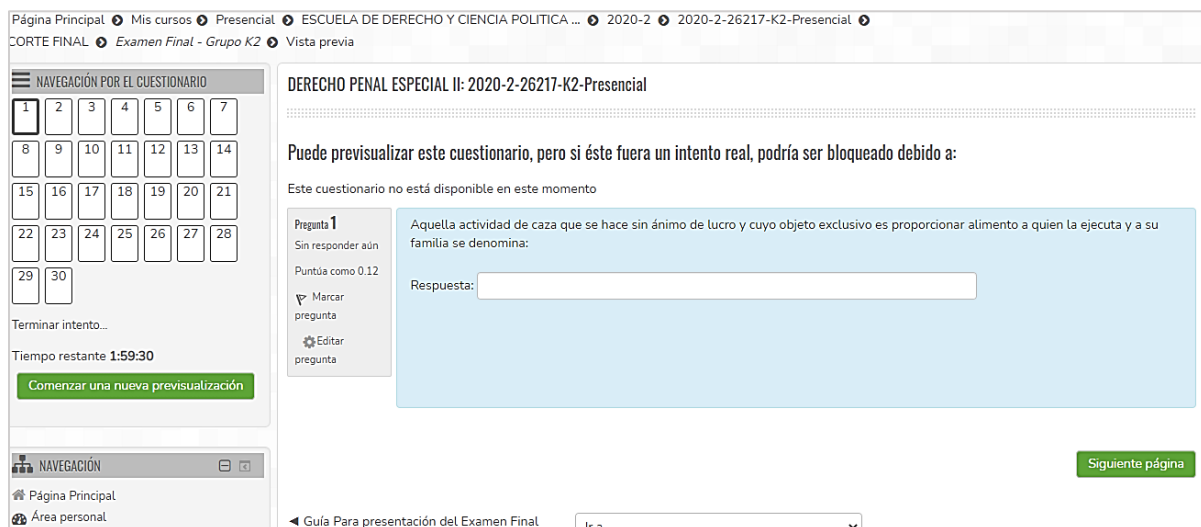 Página Principal Mis cursos Presencial ESCUELA DE DERECHO Y CIENCIA POLITICA ... 2020-2 2020-2-26217-K2-Presencial
CORTE FINAL Examen Final - Grupo K2 Vista previa
NAVEGACIÓN POR EL CUESTIONARIO
1 2 3 4 5 6 7
8 9 10 11 12 13 14
15 16 17 18 19 20 21
22 23 24 25 26 27 28
29 30
Terminar intento...
Tiempo restante 1:59:30
Comenzar una nueva previsualización
NAVEGACIÓN
Página Principal
Área personal
DERECHO PENAL ESPECIAL II: 2020-2-26217-K2-Presencial
Puede previsualizar este cuestionario, pero si éste fuera un intento real, podría ser bloqueado debido a:
Este cuestionario no está disponible en este momento
Pregunta 1
Sin responder aún
Puntúa como 0.12
Marcar
pregunta
Editar
pregunta
Aquella actividad de caza que se hace sin ánimo de lucro y cuyo objeto exclusivo es proporcionar alimento a quien la ejecuta y a su
familia se denomina:
Respuesta:
Siguiente página
◄ Guía Para presentación del Examen Final
Ir a...